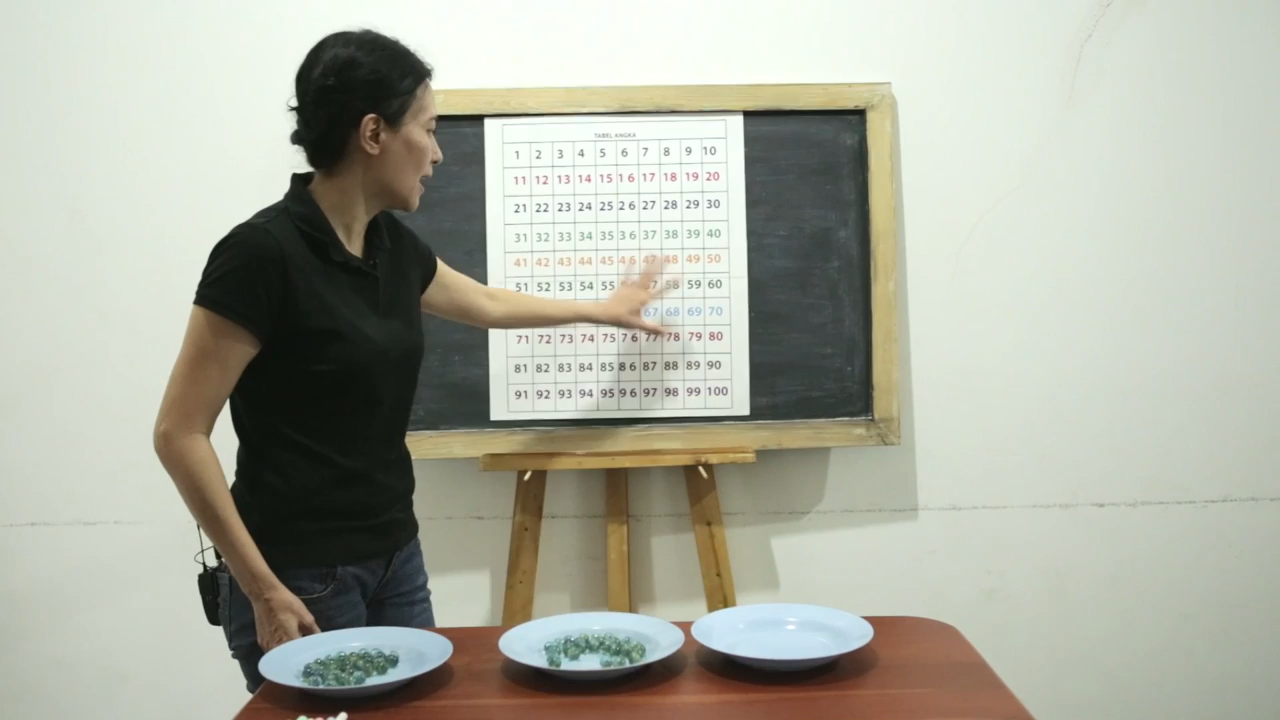 TABEL ANGKA
1 2 3 4 5 6 7 8 9 10
11 12 13 14 15 16 17 18 19 20
21 22 23 24 25 26 27 28 29 30
31 32 33 34 35 36 37 38 39 40
41 42 43 44 45 46 47 48 49 50
51 52 53 54 55 58 59 60
67 68 69 70
71 72 73 74 75 76 77 78 79 80
81 82 83 84 85 86 87 88 89 90
91 92 93 94 95 96 97 98 99 100